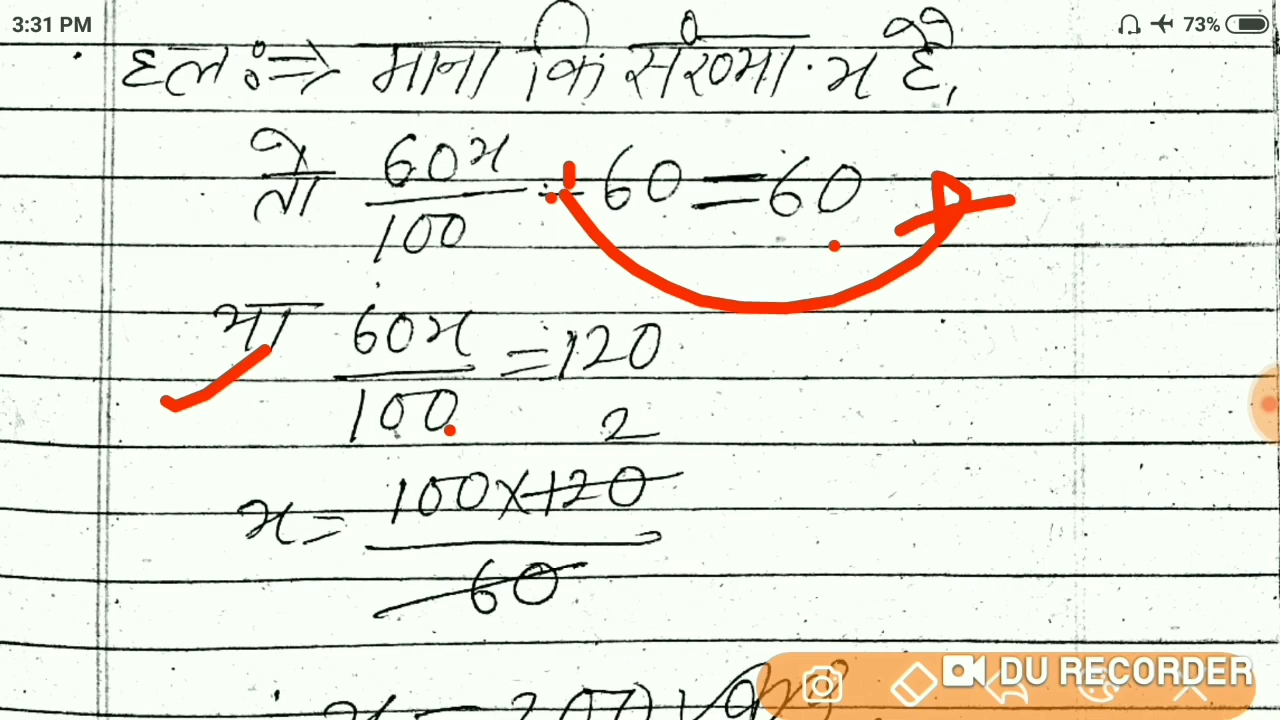 3:31 PM 73%
हल :⇒ माना कि संख्या x है,
तो 60x/100 - 60 = 60
या 60x/100 = 120
2
x = 100×120/60
DU RECORDER